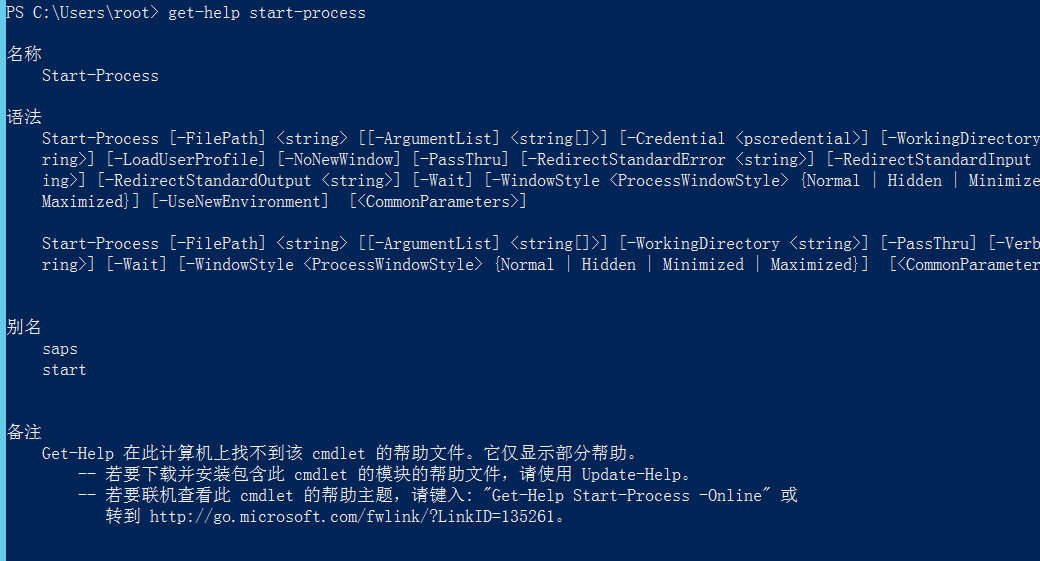 PS C:\Users\root> get-help start-process
名称
Start-Process
语法
Start-Process [-FilePath] <string> [[-ArgumentList] <string[]>] [-Credential <pscredential>] [-WorkingDirectory
ring>] [-LoadUserProfile] [-NoNewWindow] [-PassThru] [-RedirectStandardError <string>] [-RedirectStandardInput
ing>] [-RedirectStandardOutput <string>] [-Wait] [-WindowStyle <ProcessWindowStyle> {Normal | Hidden | Minimize
Maximized}] [-UseNewEnvironment]  [<CommonParameters>]
Start-Process [-FilePath] <string> [[-ArgumentList] <string[]>] [-WorkingDirectory <string>] [-PassThru] [-Verb
ring>] [-Wait] [-WindowStyle <ProcessWindowStyle> {Normal | Hidden | Minimized | Maximized}]  [<CommonParameter
别名
saps
start
备注
Get-Help 在此计算机上找不到该 cmdlet 的帮助文件。它仅显示部分帮助。
-- 若要下载并安装包含此 cmdlet 的模块的帮助文件，请使用 Update-Help。
-- 若要联机查看此 cmdlet 的帮助主题，请键入: "Get-Help Start-Process -Online" 或
转到 http://go.microsoft.com/fwlink/?LinkID=135261。